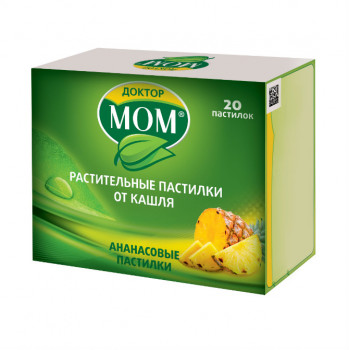 ДОКТОР
МОМ®
20
пастилок
РАСТИТЕЛЬНЫЕ ПАСТИЛКИ
ОТ КАШЛЯ
АНАНАСОВЫЕ
ПАСТИЛКИ